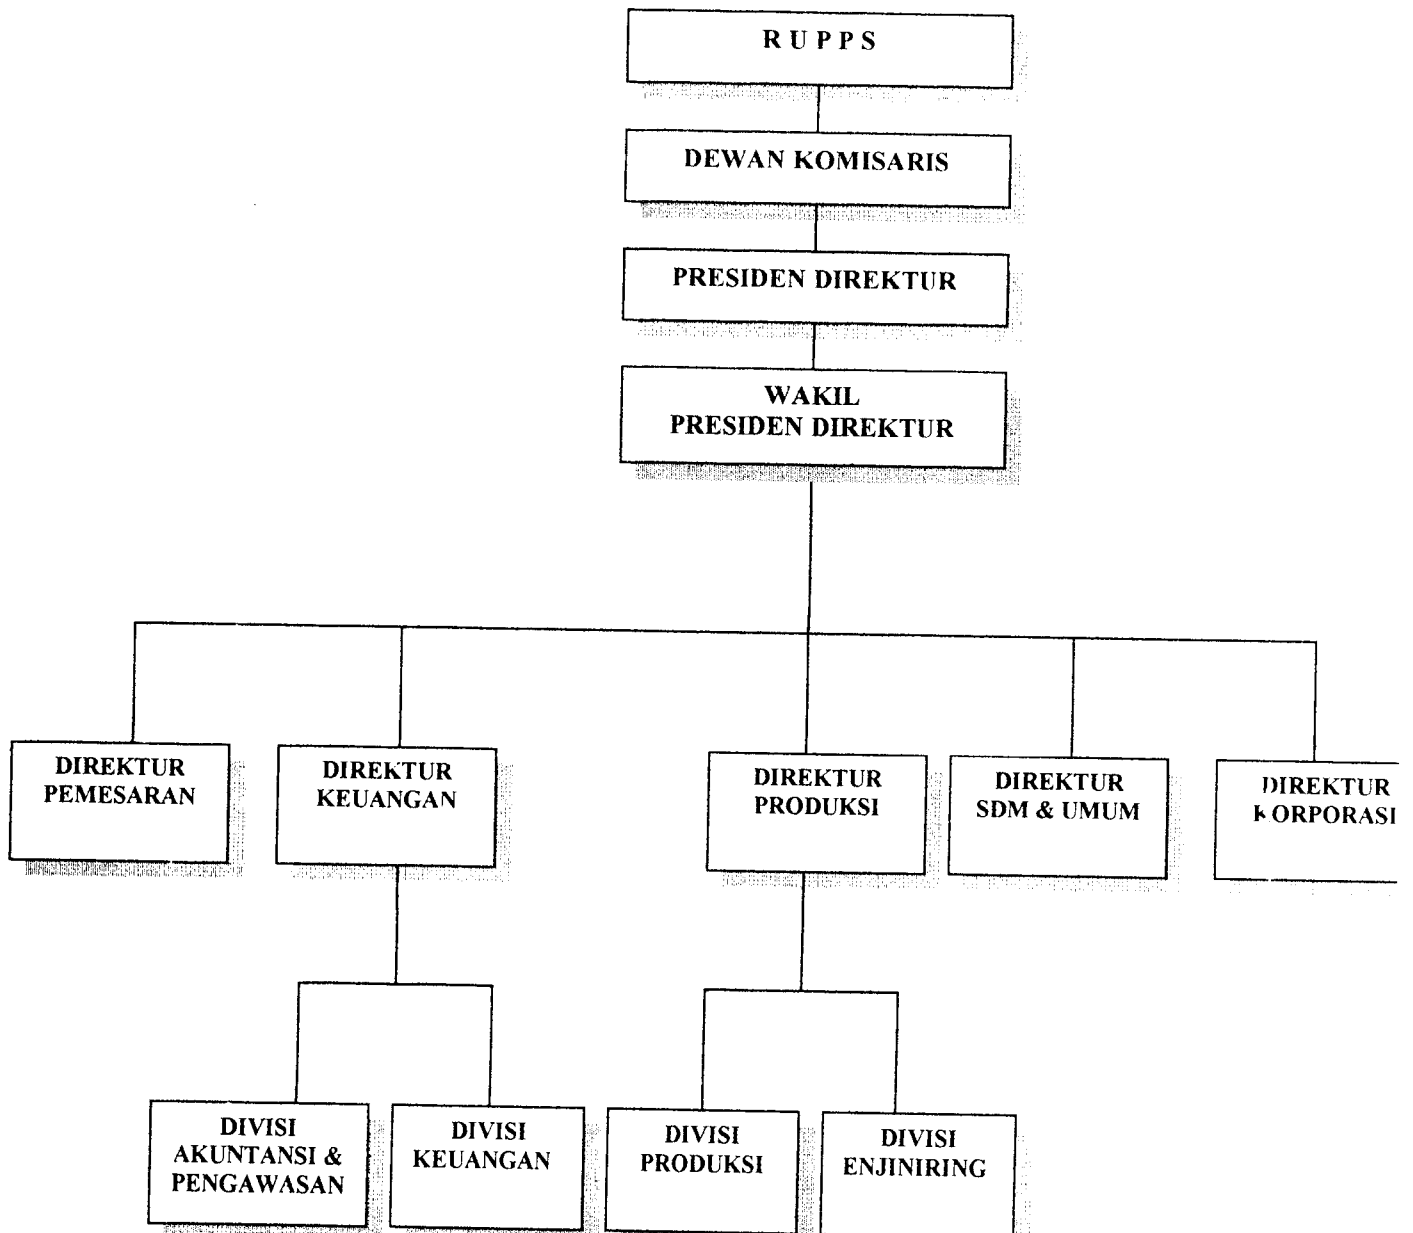 R U P P S
DEWAN KOMISARIS
PRESIDEN DIREKTUR
WAKIL
PRESIDEN DIREKTUR
DIREKTUR
PEMESARAN
DIREKTUR
KEUANGAN
DIREKTUR
PRODUKSI
DIREKTUR
SDM & UMUM
DIREKTUR
KORPORASI
DIVISI
AKUNTANSI &
PENGAWASAN
DIVISI
KEUANGAN
DIVISI
PRODUKSI
DIVISI
ENJINIRING